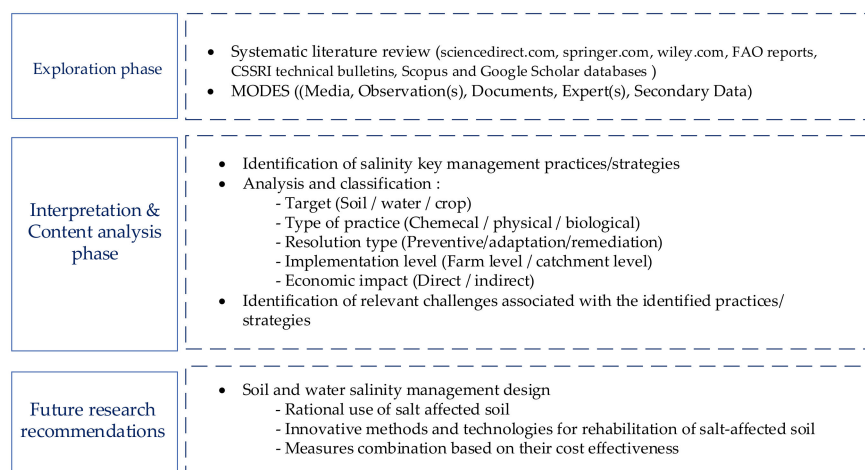 Exploration phase
• Systematic literature review (sciencedirect.com, springer.com, wiley.com, FAO reports,
CSSRI technical bulletins, Scopus and Google Scholar databases )
• MODES ((Media, Observation(s), Documents, Expert(s), Secondary Data)
Interpretation &
Content analysis
phase
• Identification of salinity key management practices/strategies
• Analysis and classification :
- Target (Soil / water / crop)
- Type of practice (Chemecal / physical / biological)
- Resolution type (Preventive/adaptation/remediation)
- Implementation level (Farm level / catchment level)
- Economic impact (Direct / indirect)
• Identification of relevant challenges associated with the identified practices/
strategies
Future research
recommendations
• Soil and water salinity management design
- Rational use of salt affected soil
- Innovative methods and technologies for rehabilitation of salt-affected soil
- Measures combination based on their cost effectiveness